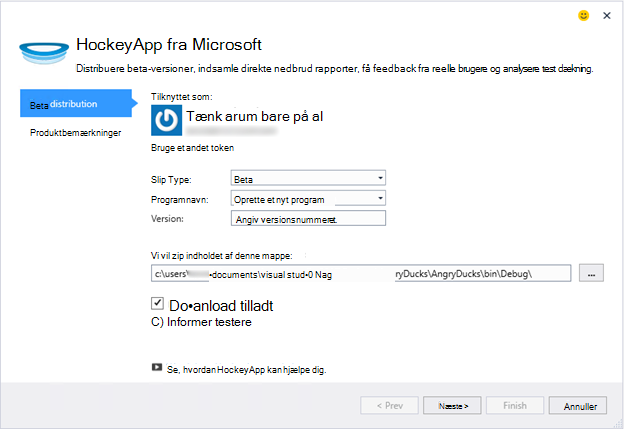 HockeyApp fra Microsoft
Distribuere beta-versioner, indsamle direkte nedbrud rapporter, få feedback fra reelle brugere og analysere test dækning.
Beta distribution
Produktbemærkninger
Tilknyttet som:
Tænk arum bare på al
Bruge et andet token
Slip Type: Beta
Programnavn: Oprette et nyt program
Version: Angiv versionsnummeret.
Vi vil zip indholdet af denne mappe:
c:\users\ -documents\visual stud•0 Nag ryDucks\AngryDucks\bin\Debug\ ...
Do•anload tilladt
C) Informer testere
Se, hvordan HockeyApp kan hjælpe dig.
< Prev Næste > Finish Annuller